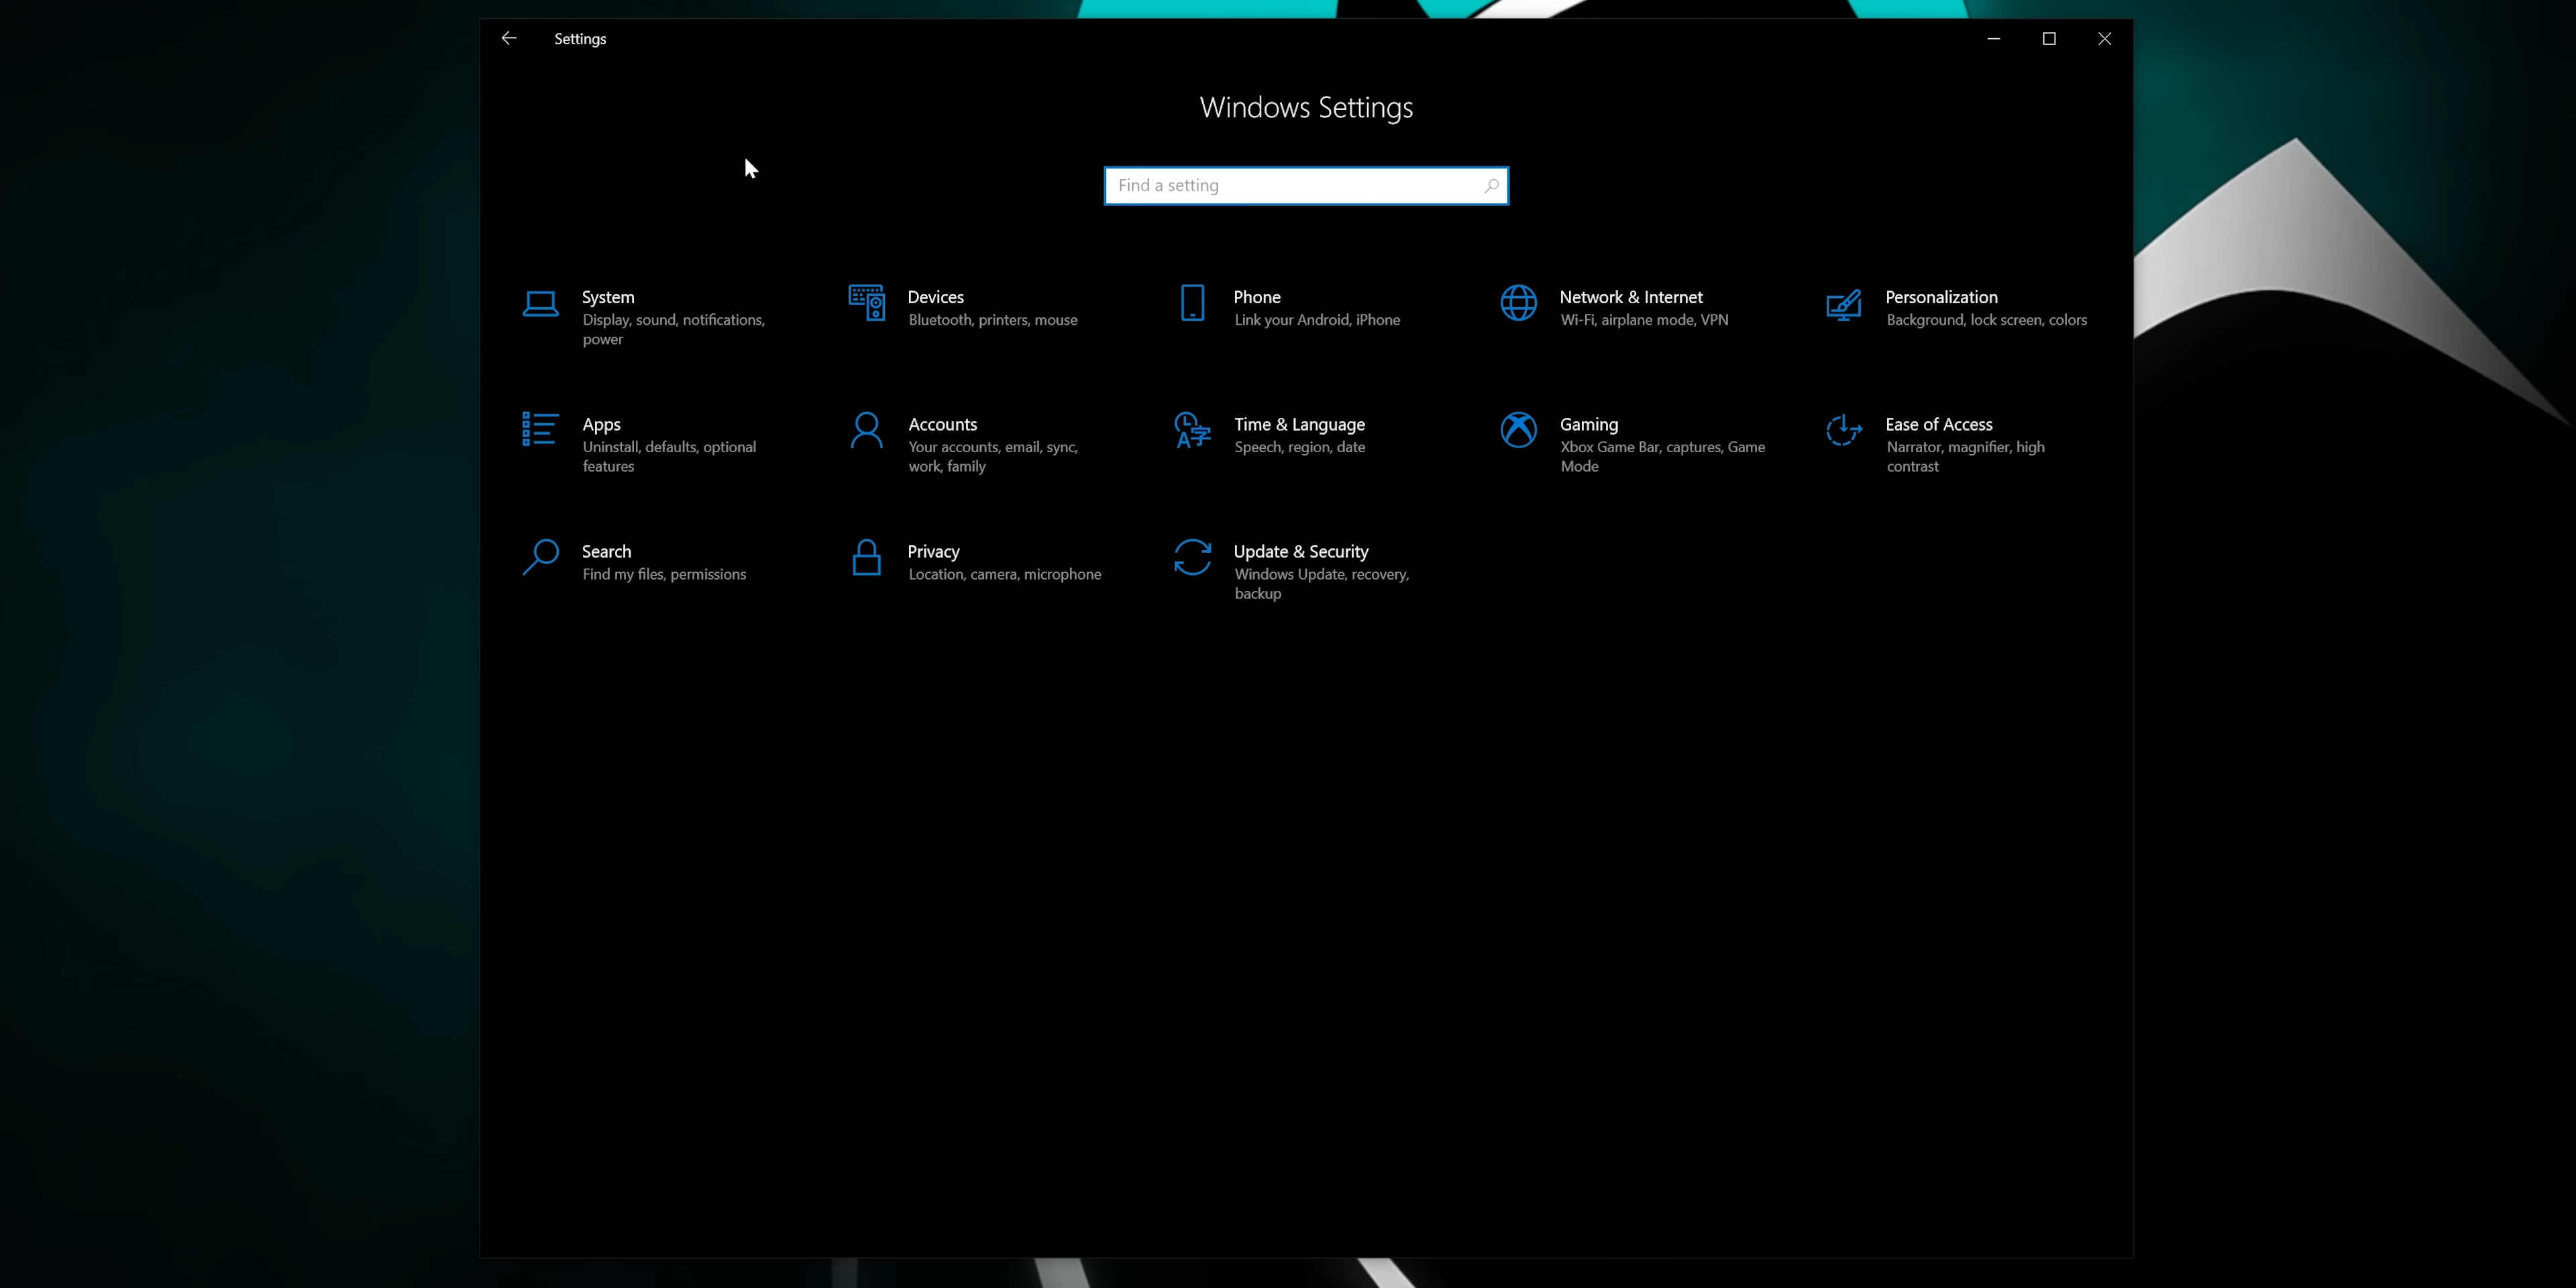 Settings
Windows Settings
Find a setting
System
Display, sound, notifications,
power
Devices
Bluetooth, printers, mouse
Phone
Link your Android, iPhone
Network & Internet
Wi-Fi, airplane mode, VPN
Personalization
Background, lock screen, colors
Apps
Uninstall, defaults, optional
features
Accounts
Your accounts, email, sync,
work, family
Time & Language
Speech, region, date
Gaming
Xbox Game Bar, captures, Game
Mode
Ease of Access
Narrator, magnifier, high
contrast
Search
Find my files, permissions
Privacy
Location, camera, microphone
Update & Security
Windows Update, recovery,
backup